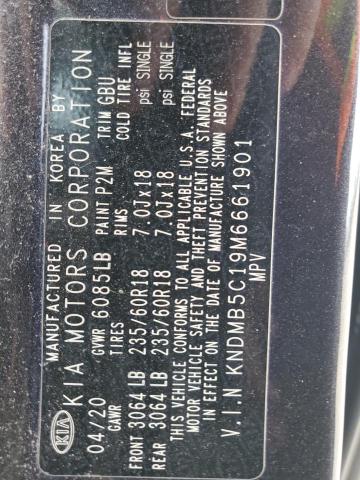 KIA
MANUFACTURED IN KOREA BY
KIA MOTORS CORPORATION
04/20 GVWR 6085LB PAINT P2M TRIM GBU
GAWR TIRES RIMS COLD TIRE INFL
FRONT 3064 LB 235/60R18 7.0Jx18 psi SINGLE
REAR 3064 LB 235/60R18 7.0Jx18 psi SINGLE
THIS VEHICLE CONFORMS TO ALL APPLICABLE U.S.A. FEDERAL
MOTOR VEHICLE SAFETY AND THEFT PREVENTION STANDARDS
IN EFFECT ON THE DATE OF MANUFACTURE SHOWN ABOVE
V.I.N KNDMB5C19M6661901
MPV